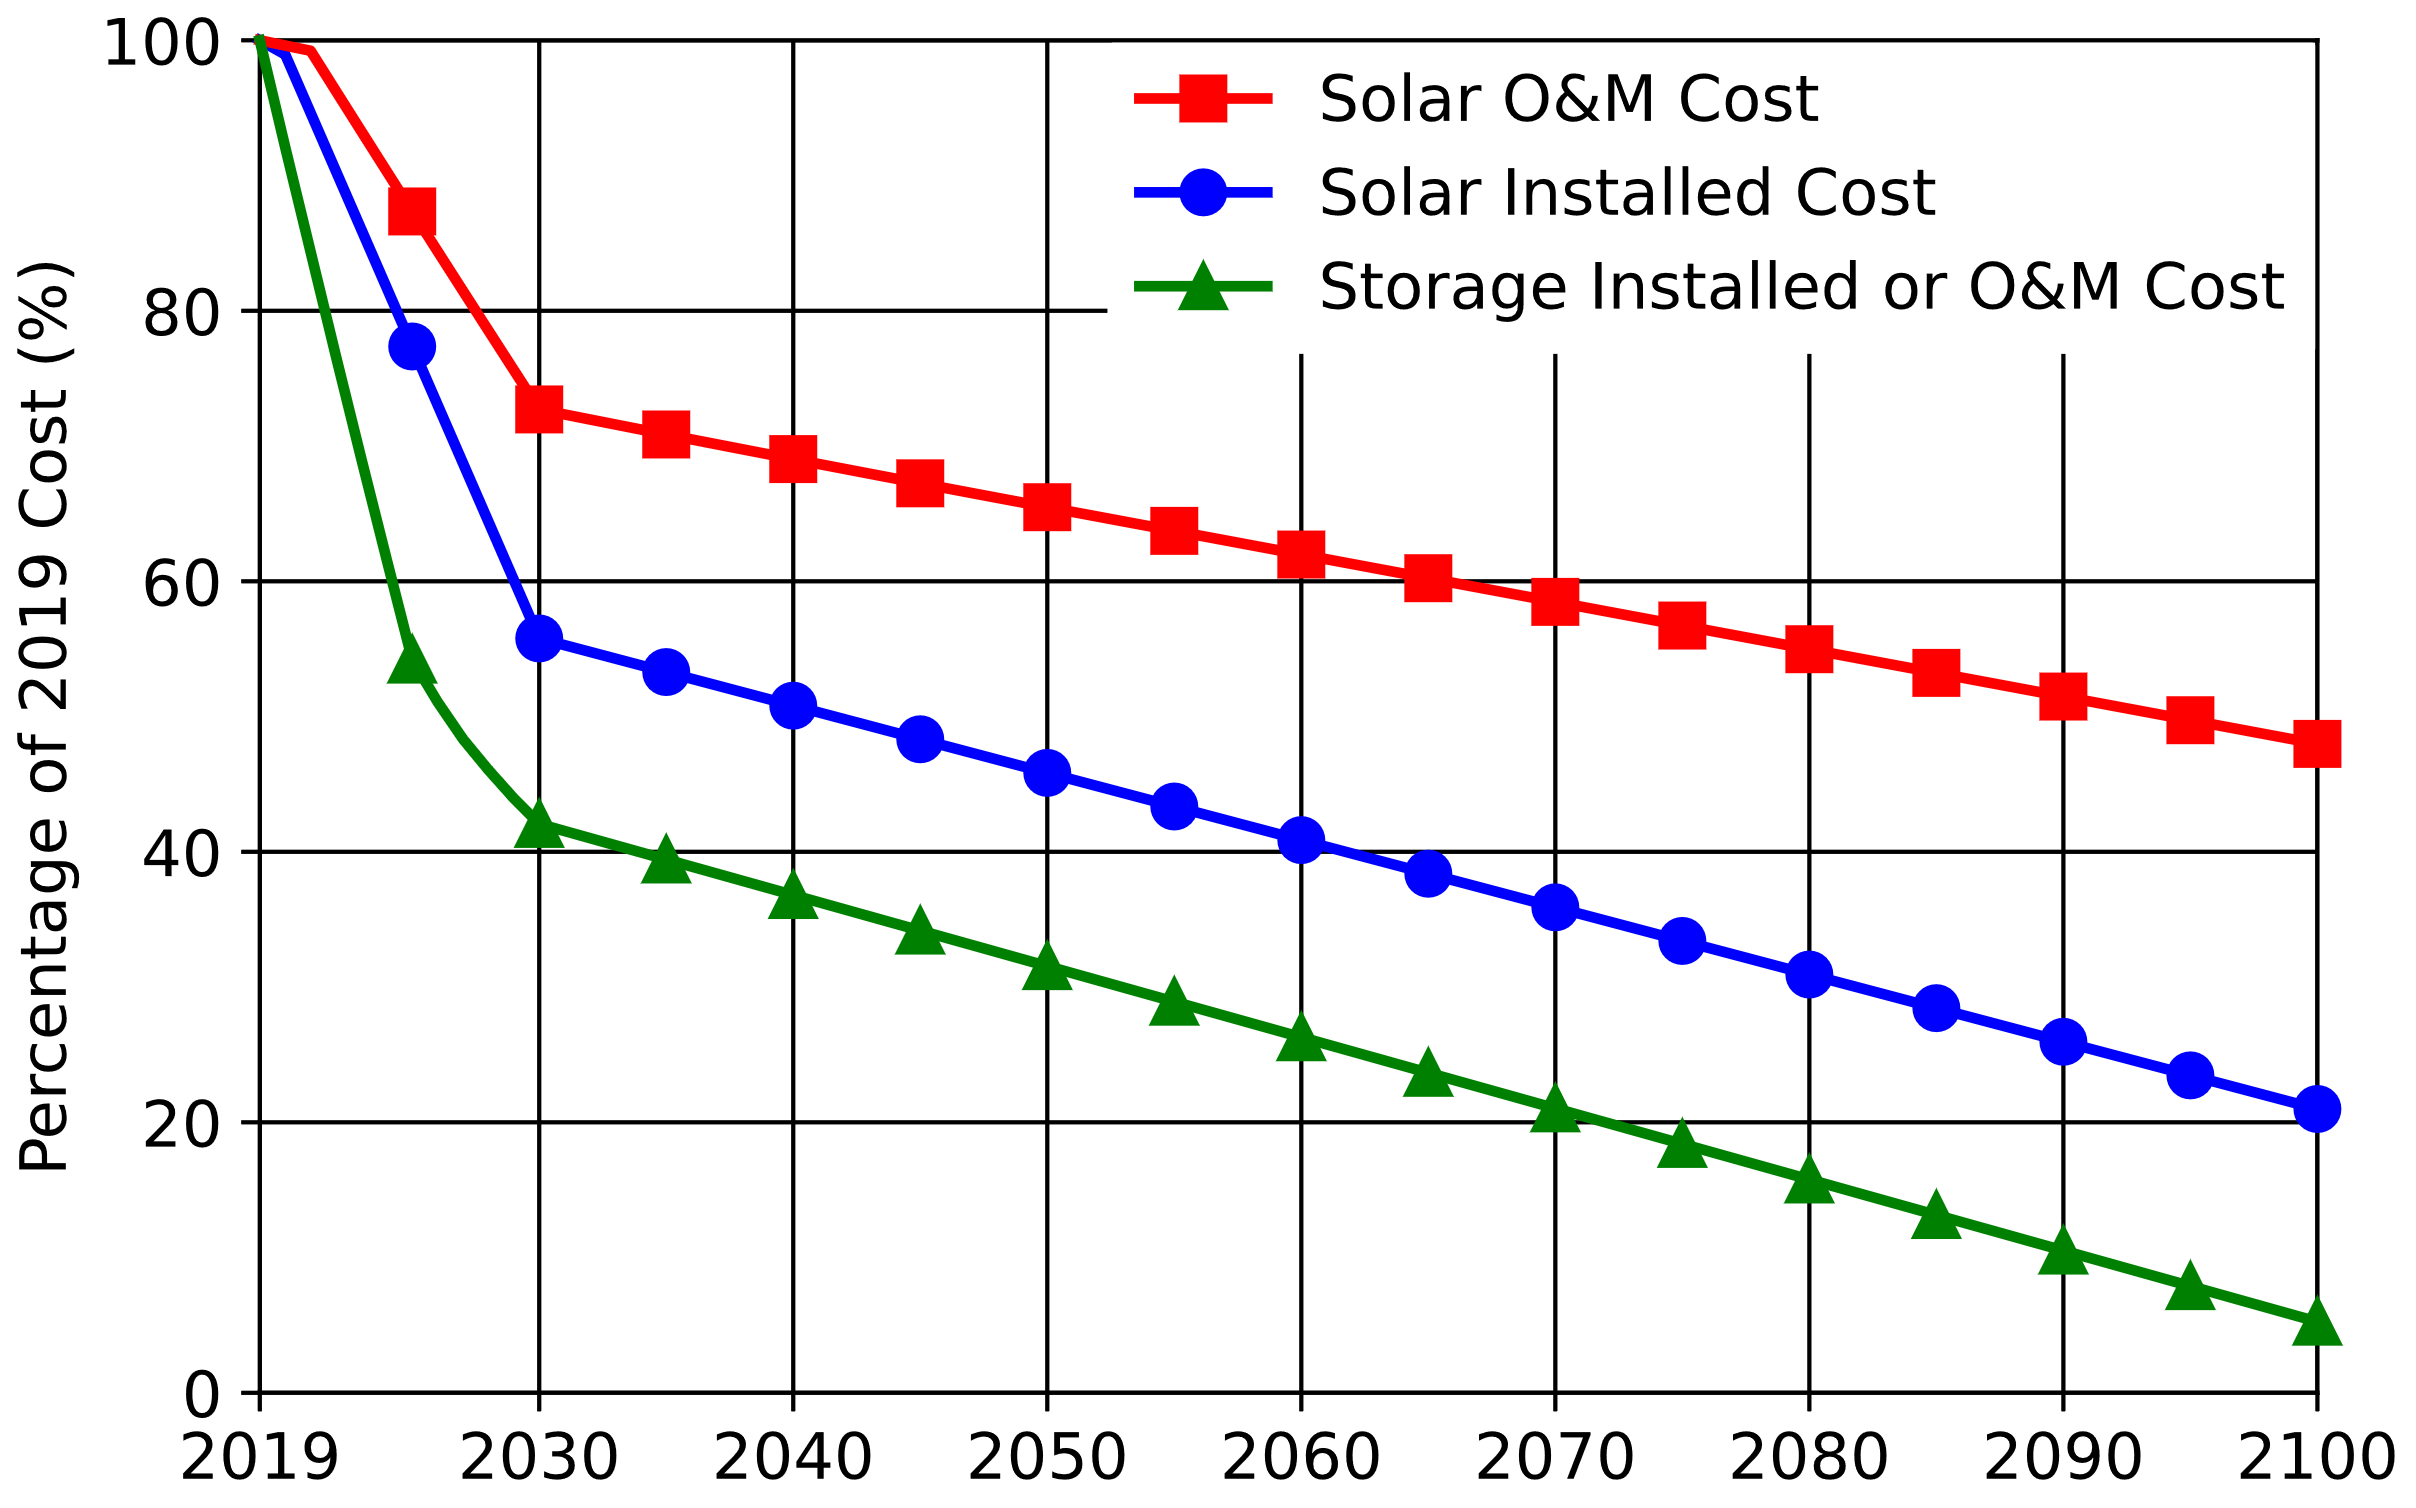 Percentage of 2019 Cost (%)
100
80
60
40
20
0
Solar O&M Cost
Solar Installed Cost
Storage Installed or O&M Cost
2019 2030 2040 2050 2060 2070 2080 2090 2100